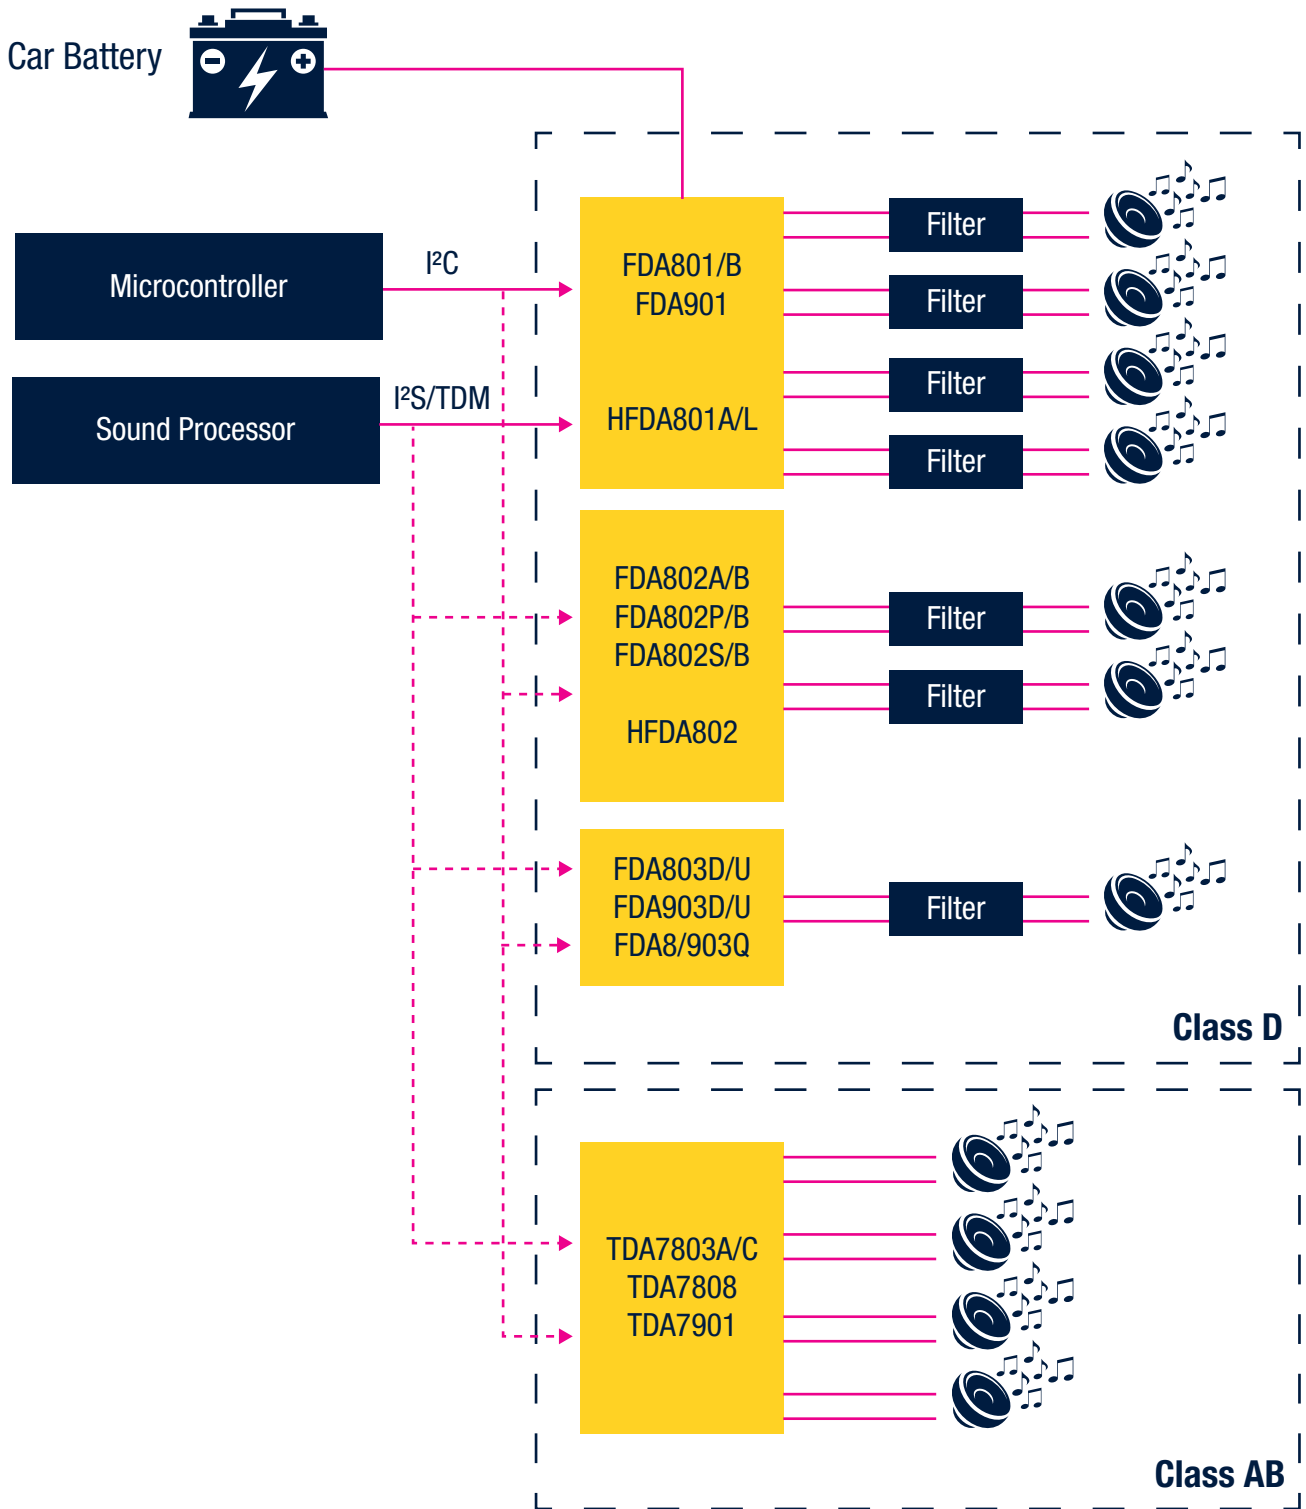 Car Battery
Microcontroller
I²C
Sound Processor
I²S/TDM
FDA801/B
FDA901
HFDA801A/L
Filter
Filter
Filter
Filter
FDA802A/B
FDA802P/B
FDA802S/B
HFDA802
Filter
Filter
FDA803D/U
FDA903D/U
FDA8/903Q
Filter
Class D
TDA7803A/C
TDA7808
TDA7901
Class AB